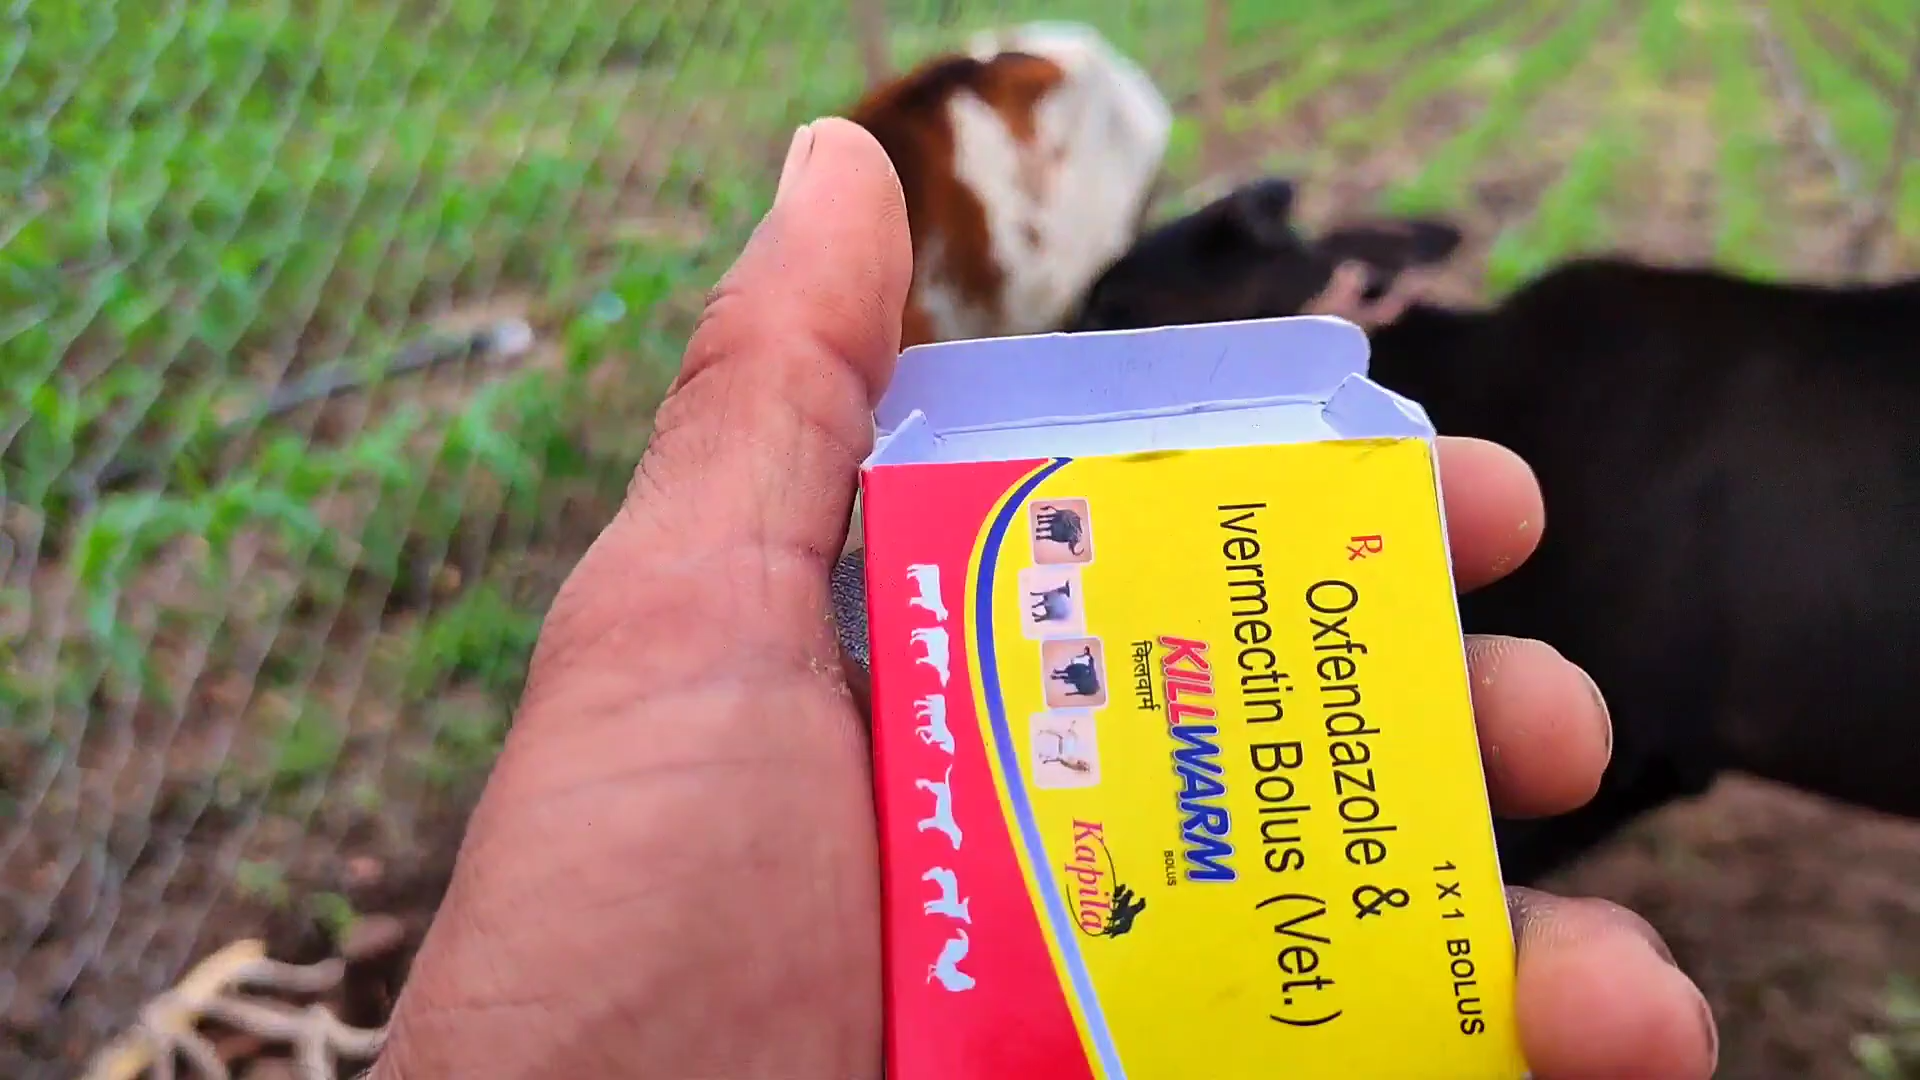 1 X 1 BOLUS
Rx
Oxfendazole &
Ivermectin Bolus (Vet.)
KILLWARM
BOLUS
किलवार्म
Kapila